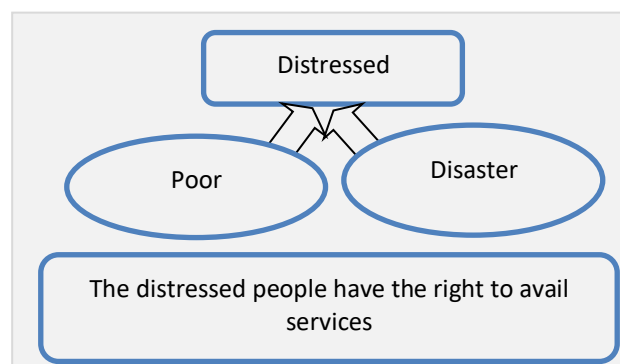 Distressed
Poor
Disaster
The distressed people have the right to avail
services